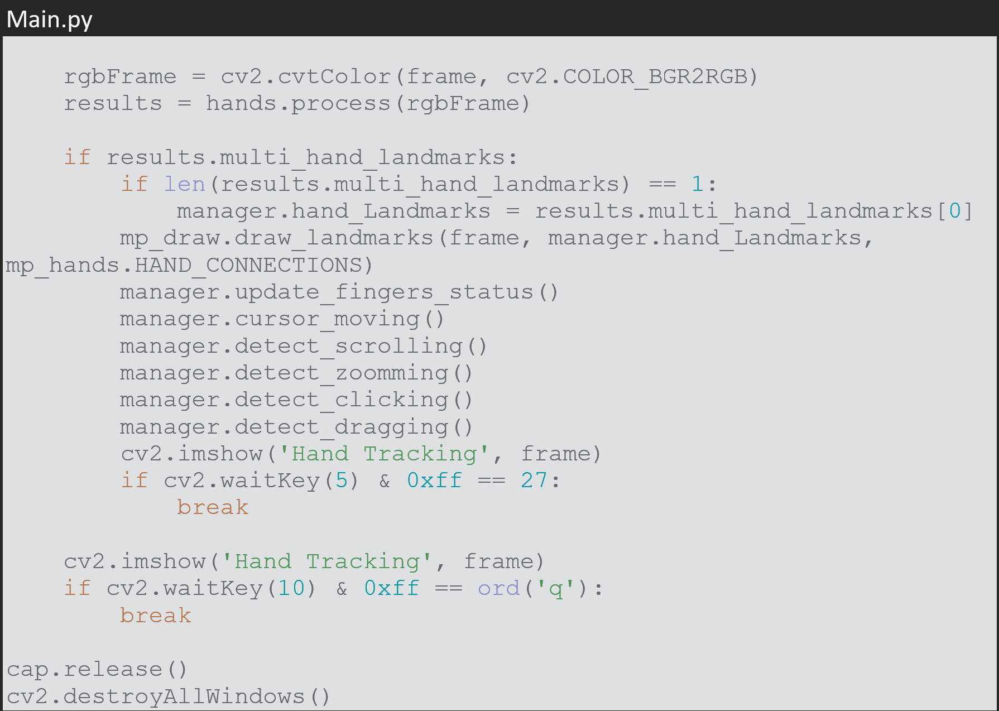 Main.py
    rgbFrame = cv2.cvtColor(frame, cv2.COLOR_BGR2RGB)
    results = hands.process(rgbFrame)
    if results.multi_hand_landmarks:
        if len(results.multi_hand_landmarks) == 1:
            manager.hand_Landmarks = results.multi_hand_landmarks[0]
        mp_draw.draw_landmarks(frame, manager.hand_Landmarks,
mp_hands.HAND_CONNECTIONS)
        manager.update_fingers_status()
        manager.cursor_moving()
        manager.detect_scrolling()
        manager.detect_zoomming()
        manager.detect_clicking()
        manager.detect_dragging()
        cv2.imshow('Hand Tracking', frame)
        if cv2.waitKey(5) & 0xff == 27:
            break
    cv2.imshow('Hand Tracking', frame)
    if cv2.waitKey(10) & 0xff == ord('q'):
        break
cap.release()
cv2.destroyAllWindows()